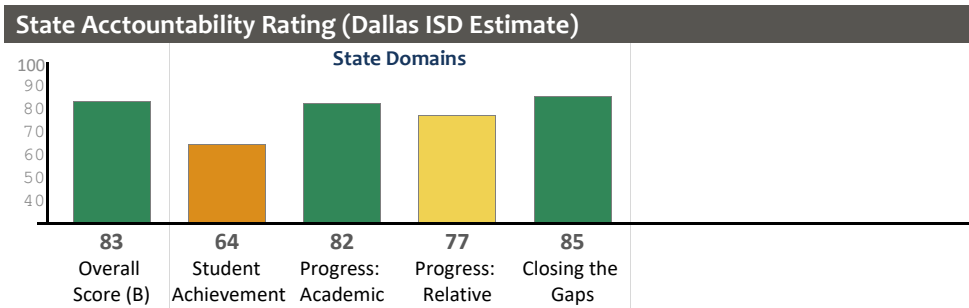 State Acctountability Rating (Dallas ISD Estimate)
State Domains
100
90
80
70
60
50
40
83 64 82 77 85
Overall Student Progress: Progress: Closing the
Score (B) Achievement Academic Relative Gaps